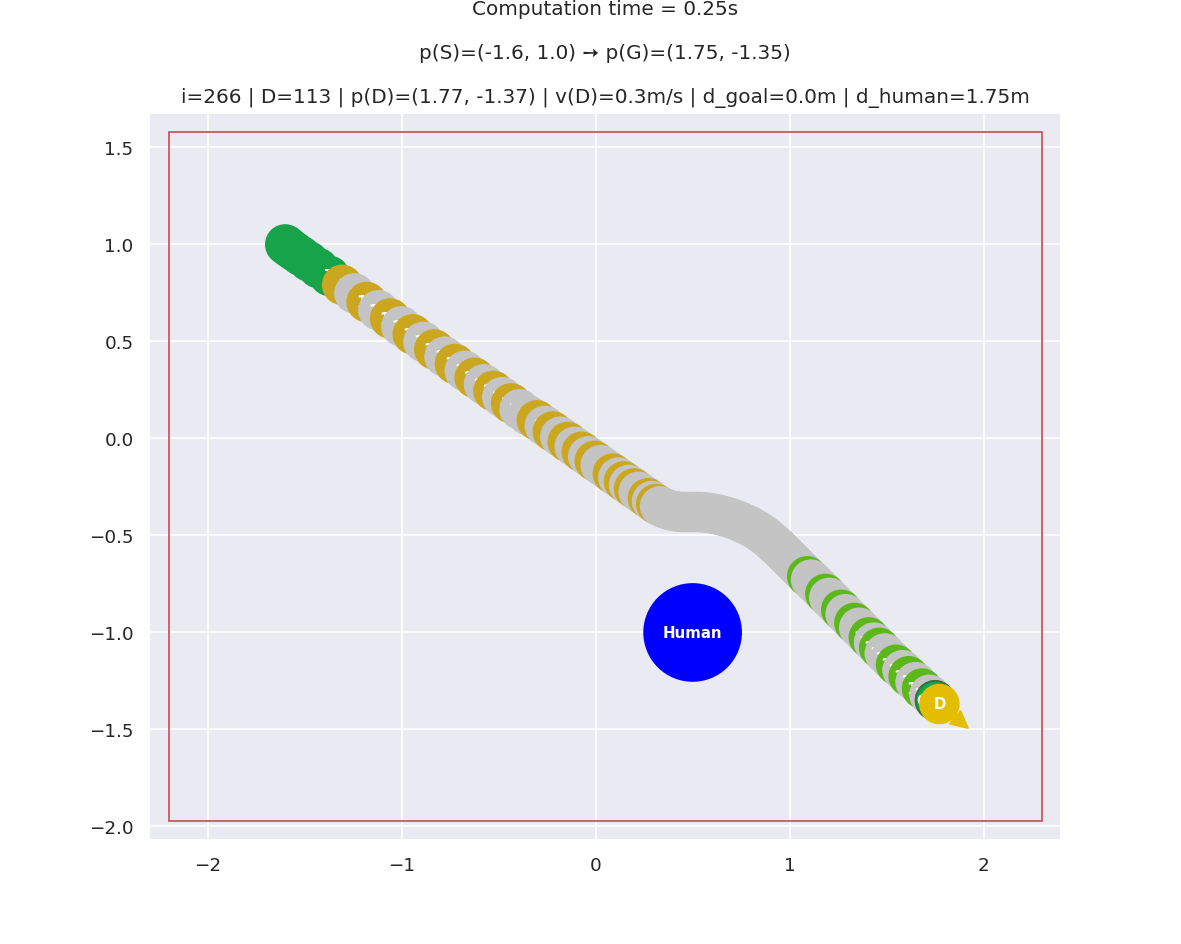 Computation time = 0.25s
p(S)=(-1.6, 1.0) → p(G)=(1.75, -1.35)
i=266 | D=113 | p(D)=(1.77, -1.37) | v(D)=0.3m/s | d_goal=0.0m | d_human=1.75m
1.5
1.0
0.5
0.0
−0.5
−1.0
−1.5
−2.0
Human
D
−2
−1
0
1
2